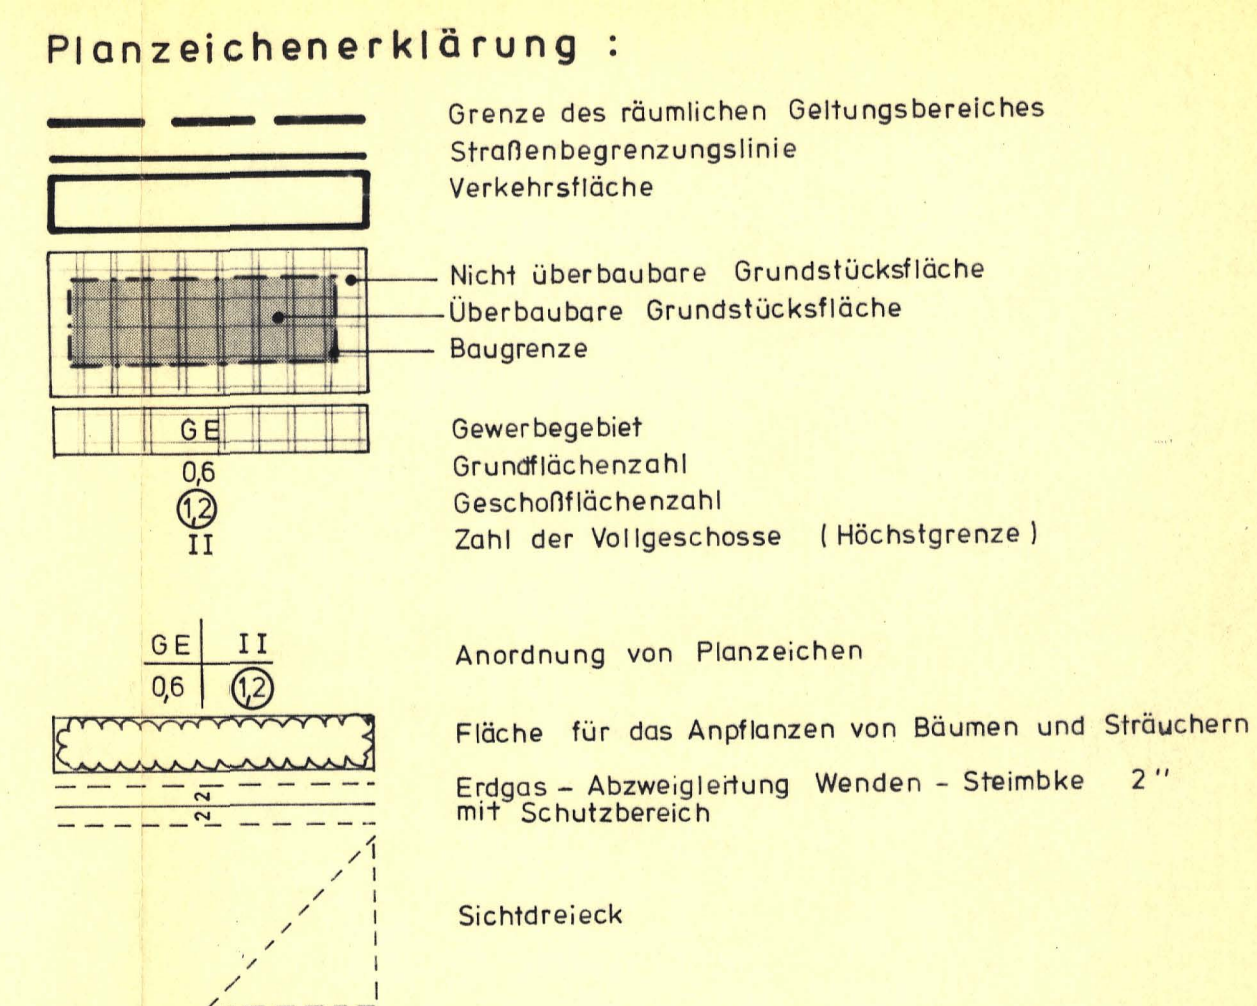 Planzeichenerklärung :
Grenze des räumlichen Geltungsbereiches
Straßenbegrenzungslinie
Verkehrsfläche
Nicht überbaubare Grundstücksfläche
Überbaubare Grundstücksfläche
Baugrenze
GE Gewerbegebiet
0,6 Grundflächenzahl
1,2 Geschoßflächenzahl
II Zahl der Vollgeschosse (Höchstgrenze)
GE II
0,6 1,2
Anordnung von Planzeichen
Fläche für das Anpflanzen von Bäumen und Sträuchern
2
2
Erdgas - Abzweigleitung Wenden - Steimbke 2"
mit Schutzbereich
Sichtdreieck